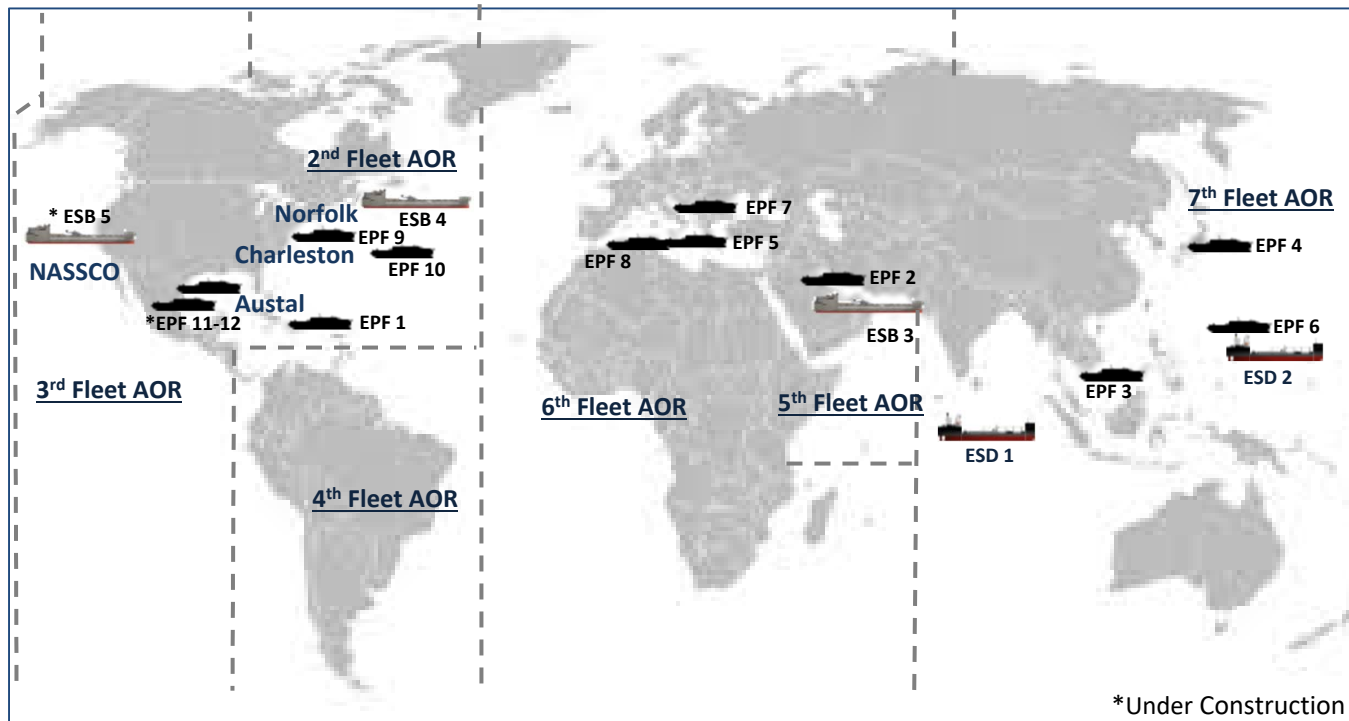 2nd Fleet AOR
* ESB 5
NASSCO
Norfolk
ESB 4
EPF 9
Charleston
EPF 10
Austal
*EPF 11-12
EPF 1
3rd Fleet AOR
4th Fleet AOR
EPF 7
EPF 5
EPF 8
EPF 2
ESB 3
6th Fleet AOR
5th Fleet AOR
7th Fleet AOR
EPF 4
EPF 6
ESD 2
EPF 3
ESD 1
*Under Construction